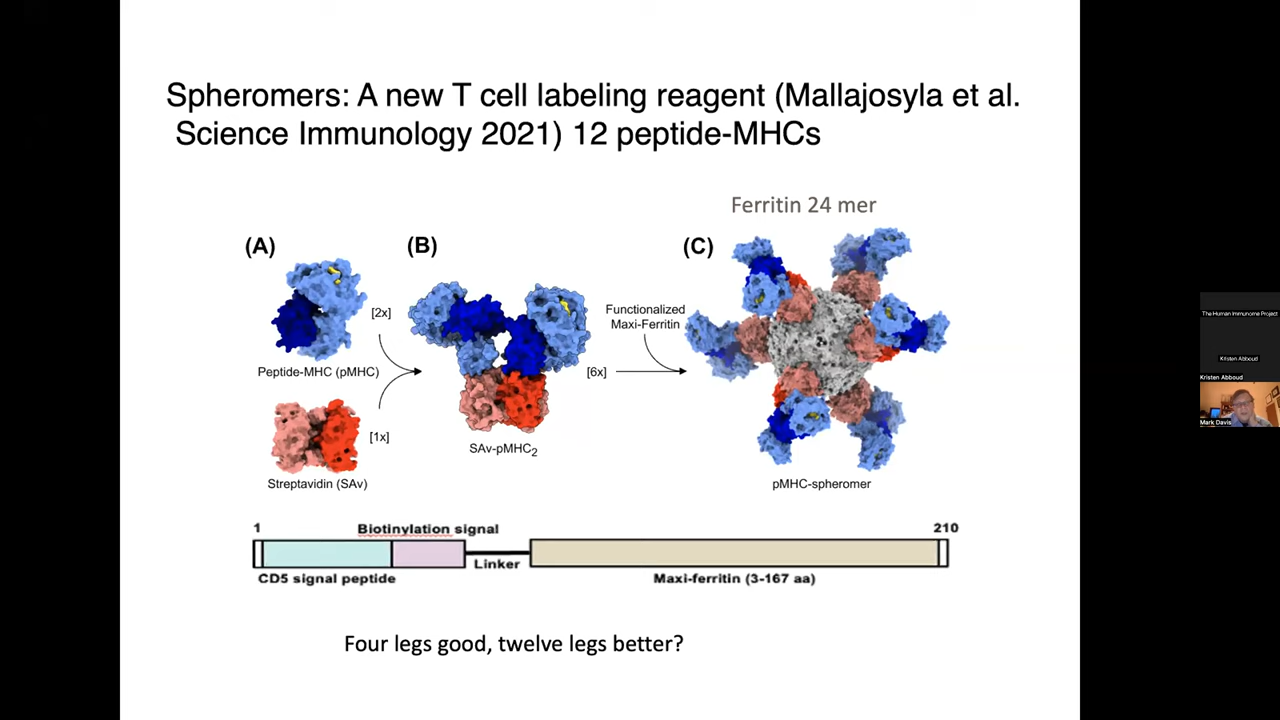 Spheromers: A new T cell labeling reagent (Mallajosyla et al.
Science Immunology 2021) 12 peptide-MHCs
Ferritin 24 mer
(A)
(B)
(C)
[2x]
Functionalized
Maxi-Ferritin
Peptide-MHC (pMHC)
[6x]
[1x]
SAv-pMHC2
Streptavidin (SAv)
pMHC-spheromer
1
Biotinylation signal
210
Linker
CD5 signal peptide
Maxi-ferritin (3-167 aa)
Four legs good, twelve legs better?
The Human Immunome Project
Kristen Abboud
Kristen Abboud
Mark Davis